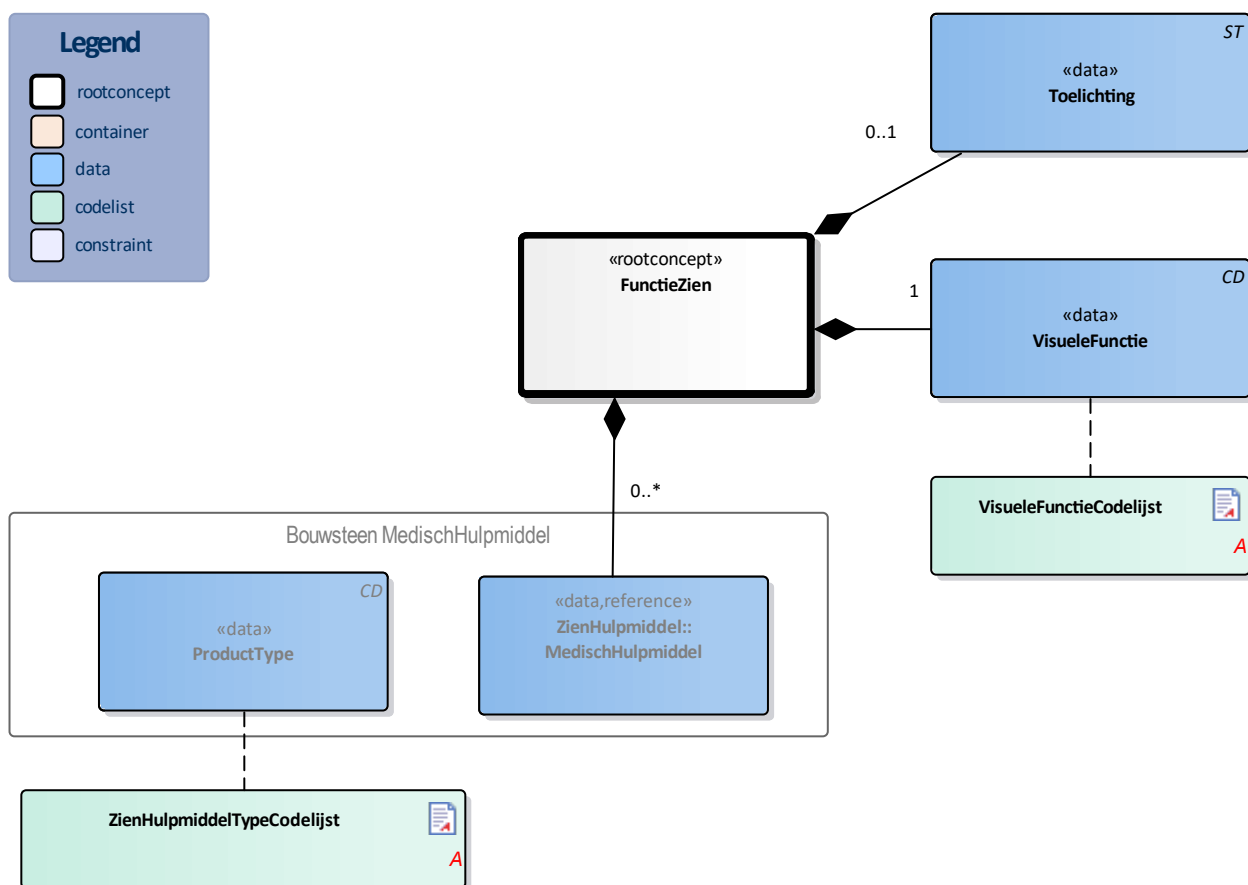 Legend
rootconcept
container
data
codelist
constraint
ST
«data»
Toelichting
0..1
«rootconcept»
FunctieZien
1
CD
«data»
VisueleFunctie
0..*
VisueleFunctieCodelijst
A
Bouwsteen MedischHulpmiddel
CD
«data»
ProductType
«data,reference»
ZienHulpmiddel::
MedischHulpmiddel
ZienHulpmiddelTypeCodelijst
A